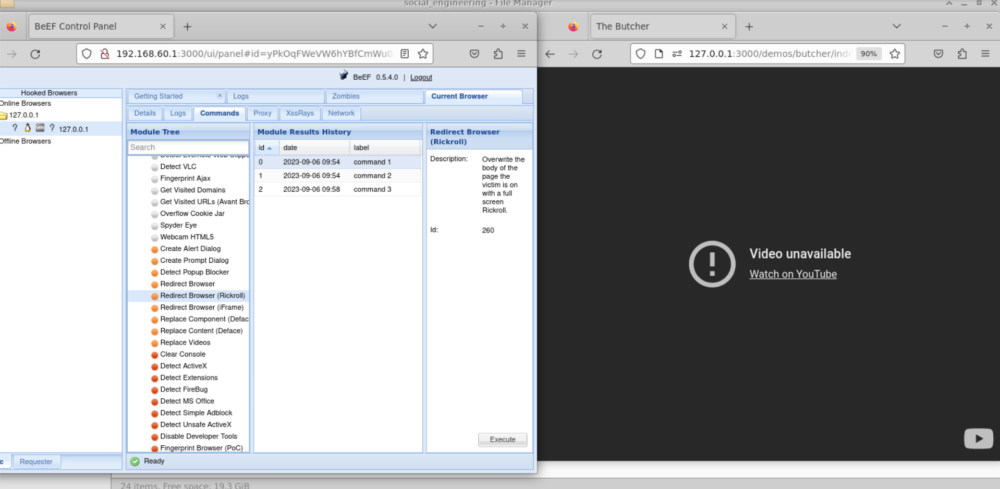 social_engineering - File Manager
BeEF Control Panel
The Butcher
192.168.60.1:3000/ui/panel#id=yPkOqFWeVW6hYBfCmWu0
127.0.0.1:3000/demos/butcher/inde
90%
BeEF 0.5.4.0 | Logout
Hooked Browsers
Online Browsers
127.0.0.1
? vm ? 127.0.0.1
Offline Browsers
Getting Started
Logs
Zombies
Current Browser
Details
Logs
Commands
Proxy
XssRays
Network
Module Tree
Search
Detect Evernote Web Clippe
Detect VLC
Fingerprint Ajax
Get Visited Domains
Get Visited URLs (Avant Bro
Overflow Cookie Jar
Spyder Eye
Webcam HTML5
Create Alert Dialog
Create Prompt Dialog
Detect Popup Blocker
Redirect Browser
Redirect Browser (Rickroll)
Redirect Browser (iFrame)
Replace Component (Defac
Replace Content (Deface)
Replace Videos
Clear Console
Detect ActiveX
Detect Extensions
Detect FireBug
Detect MS Office
Detect Simple Adblock
Detect Unsafe ActiveX
Disable Developer Tools
Fingerprint Browser (PoC)
Module Results History
id date label
0 2023-09-06 09:54 command 1
1 2023-09-06 09:54 command 2
2 2023-09-06 09:58 command 3
Redirect Browser
(Rickroll)
Description: Overwrite the
body of the
page the
victim is on
with a full
screen
Rickroll.
Id: 260
Execute
c
Requester
Ready
Video unavailable
Watch on YouTube
24 items, Free space: 19.3 GiB